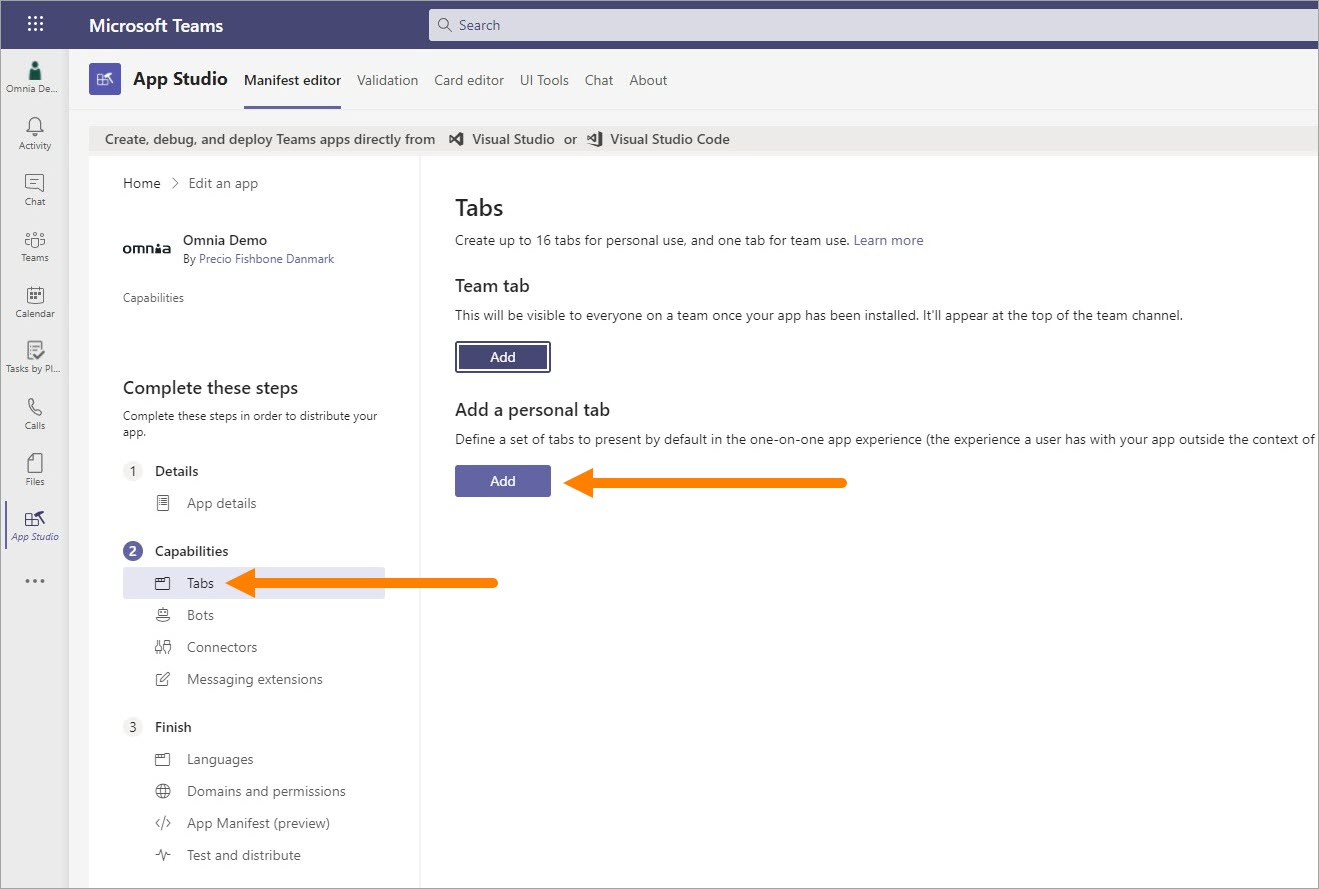 Microsoft Teams
Search
Omnia De...
Activity
Chat
Teams
Calendar
Tasks by Pl...
Calls
Files
App Studio
App Studio Manifest editor Validation Card editor UI Tools Chat About
Create, debug, and deploy Teams apps directly from Visual Studio or Visual Studio Code
Home > Edit an app
omnia
Omnia Demo
By Precio Fishbone Danmark
Capabilities
Complete these steps
Complete these steps in order to distribute your
app.
1 Details
App details
2 Capabilities
Tabs
Bots
Connectors
Messaging extensions
3 Finish
Languages
Domains and permissions
App Manifest (preview)
Test and distribute
Tabs
Create up to 16 tabs for personal use, and one tab for team use. Learn more
Team tab
This will be visible to everyone on a team once your app has been installed. It'll appear at the top of the team channel.
Add
Add a personal tab
Define a set of tabs to present by default in the one-on-one app experience (the experience a user has with your app outside the context of
Add